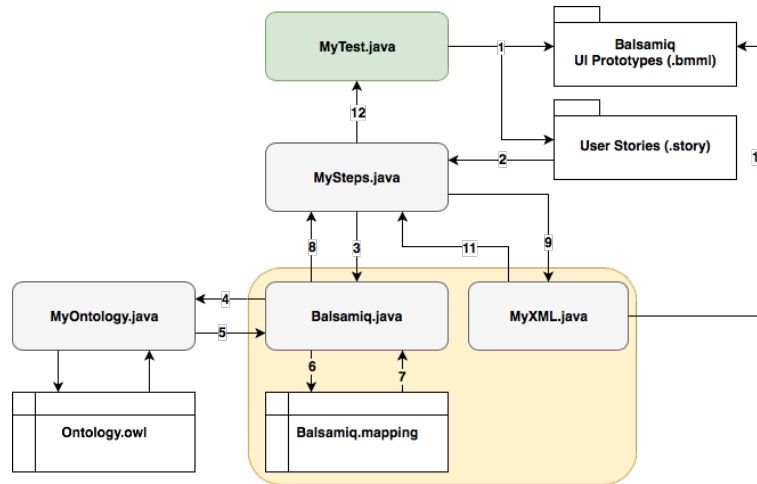 MyTest.java
1
Balsamiq
UI Prototypes (.bmml)
12
User Stories (.story)
2
1
MySteps.java
8
3
11
9
MyOntology.java
4
5
Balsamiq.java
MyXML.java
6
7
Ontology.owl
Balsamiq.mapping